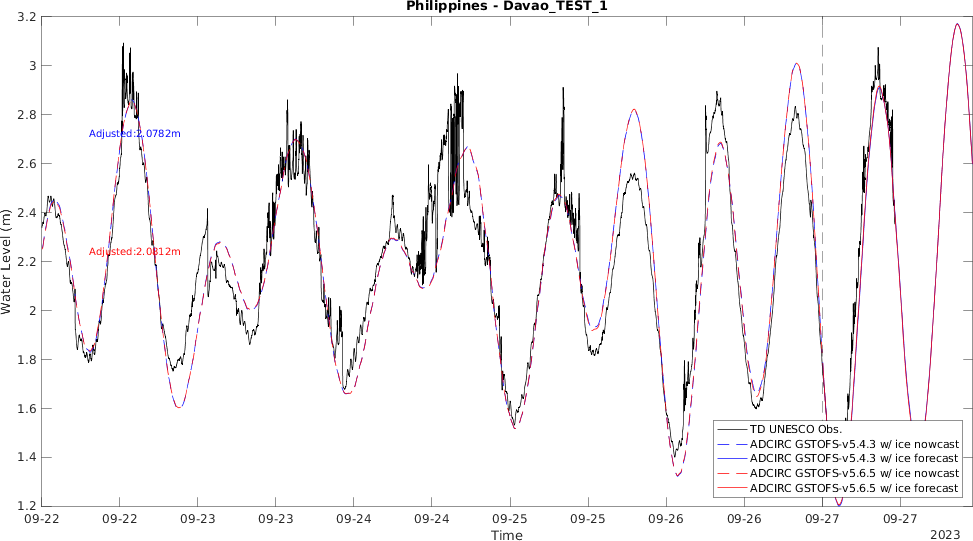 Philippines - Davao_TEST_1
3.2
3
2.8
2.6
2.4
2.2
2
1.8
1.6
1.4
1.2
Water Level (m)
Adjusted:2.0782m
Adjusted:2.0812m
TD UNESCO Obs.
ADCIRC GSTOFS-v5.4.3 w/ ice nowcast
ADCIRC GSTOFS-v5.4.3 w/ ice forecast
ADCIRC GSTOFS-v5.6.5 w/ ice nowcast
ADCIRC GSTOFS-v5.6.5 w/ ice forecast
09-22 09-22 09-23 09-23 09-24 09-24 09-25 09-25 09-26 09-26 09-27 09-27
Time
2023